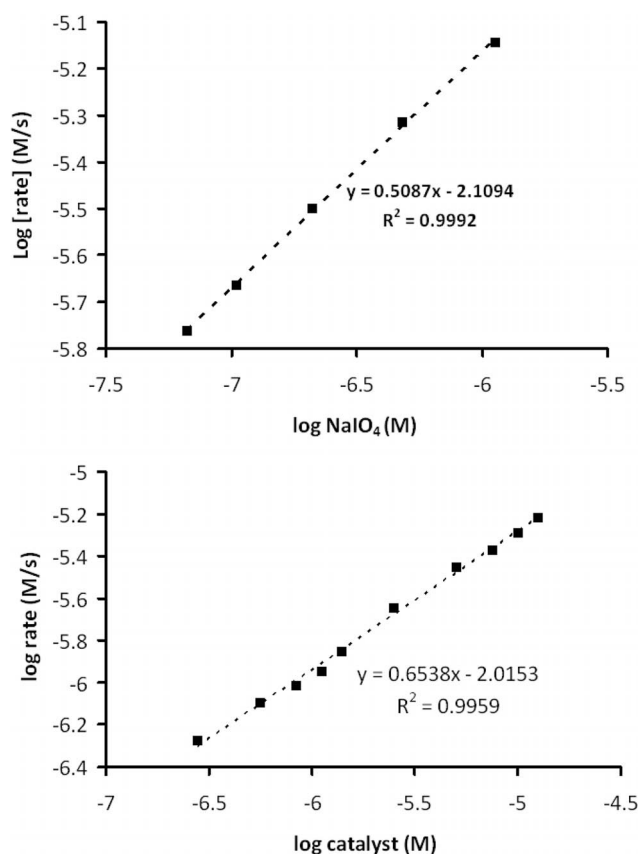 -5.1
-5.2
-5.3
-5.4
-5.5
-5.6
-5.7
-5.8
Log [rate] (M/s)
y = 0.5087x - 2.1094
R² = 0.9992
-7.5 -7 -6.5 -6 -5.5
log NaIO₄ (M)
-5
-5.2
-5.4
-5.6
-5.8
-6
-6.2
-6.4
log rate (M/s)
y = 0.6538x - 2.0153
R² = 0.9959
-7 -6.5 -6 -5.5 -5 -4.5
log catalyst (M)